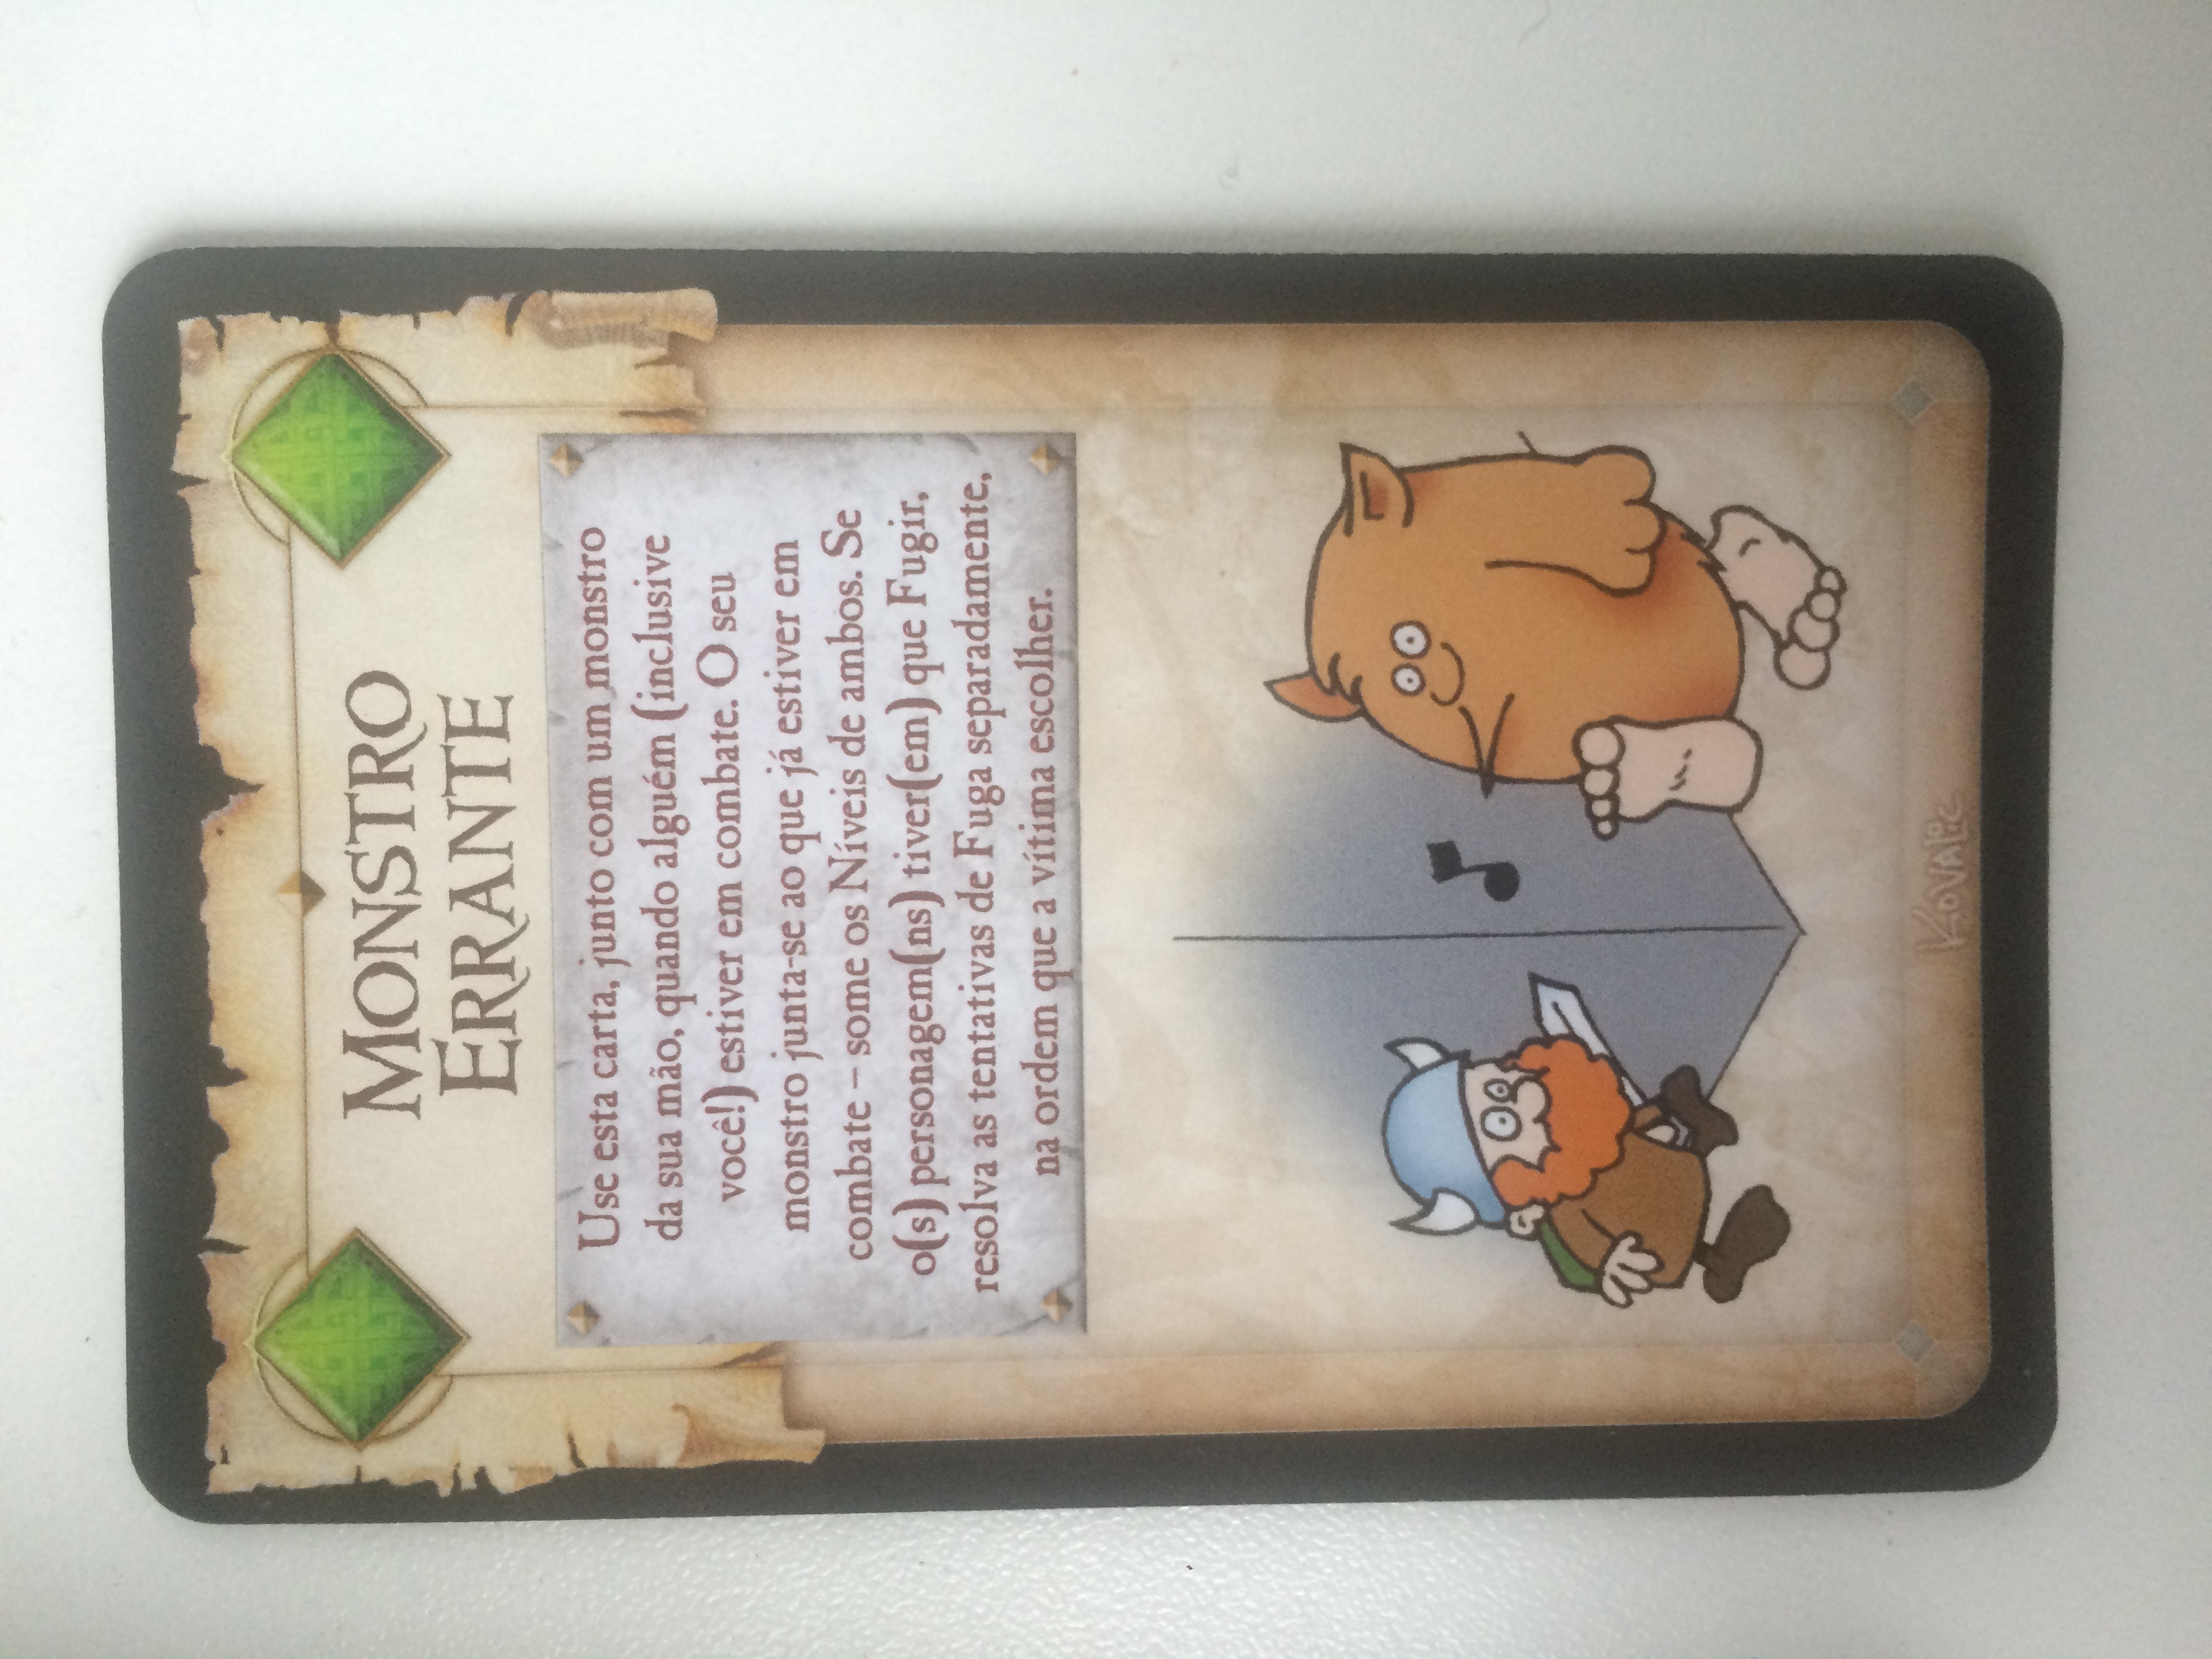 MONSTRO
ERRANTE
Use esta carta, junto com um monstro
da sua mão, quando alguém (inclusive
você!) estiver em combate. O seu
monstro junta-se ao que já estiver em
combate – some os Níveis de ambos. Se
o(s) personagem(ns) tiver(em) que Fugir,
resolva as tentativas de Fuga separadamente,
na ordem que a vítima escolher.
KOVALIC